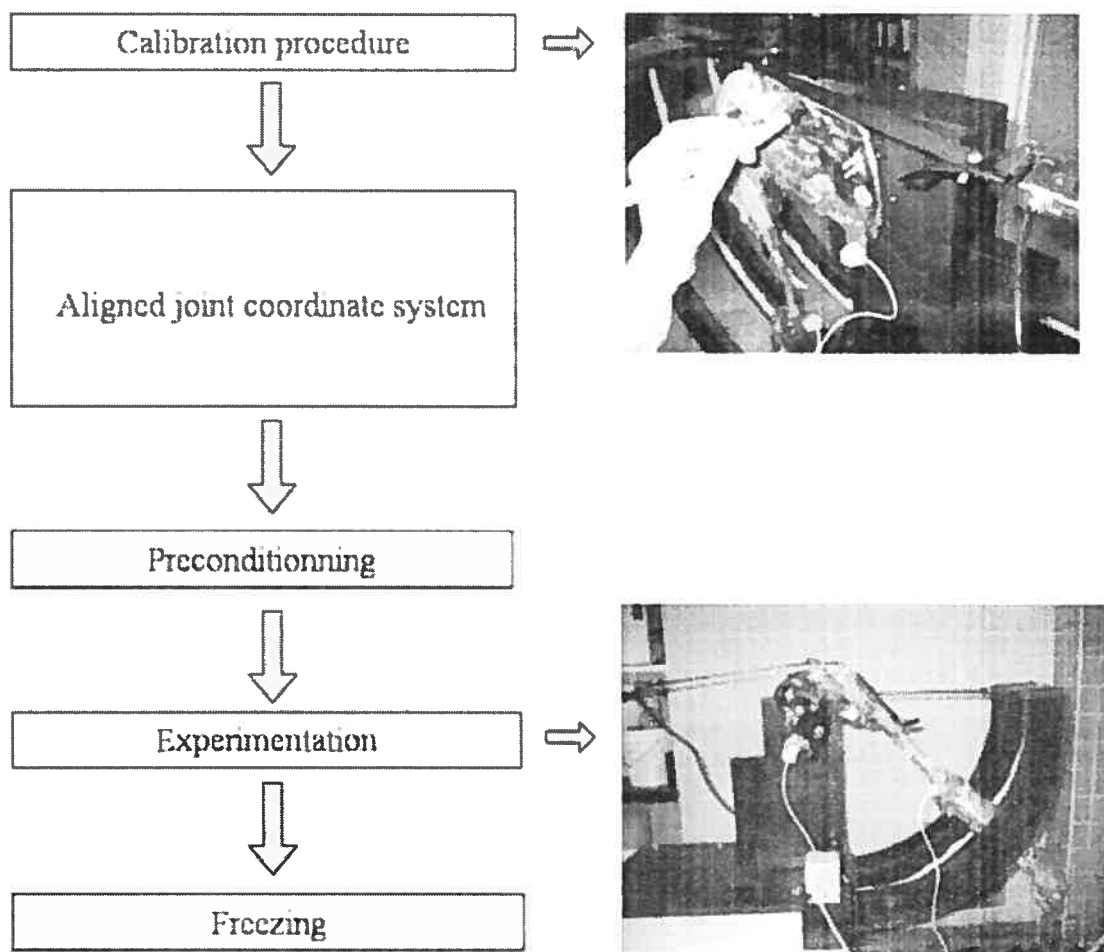 Calibration procedure
Aligned joint coordinate system
Preconditionning
Experimentation
Freezing